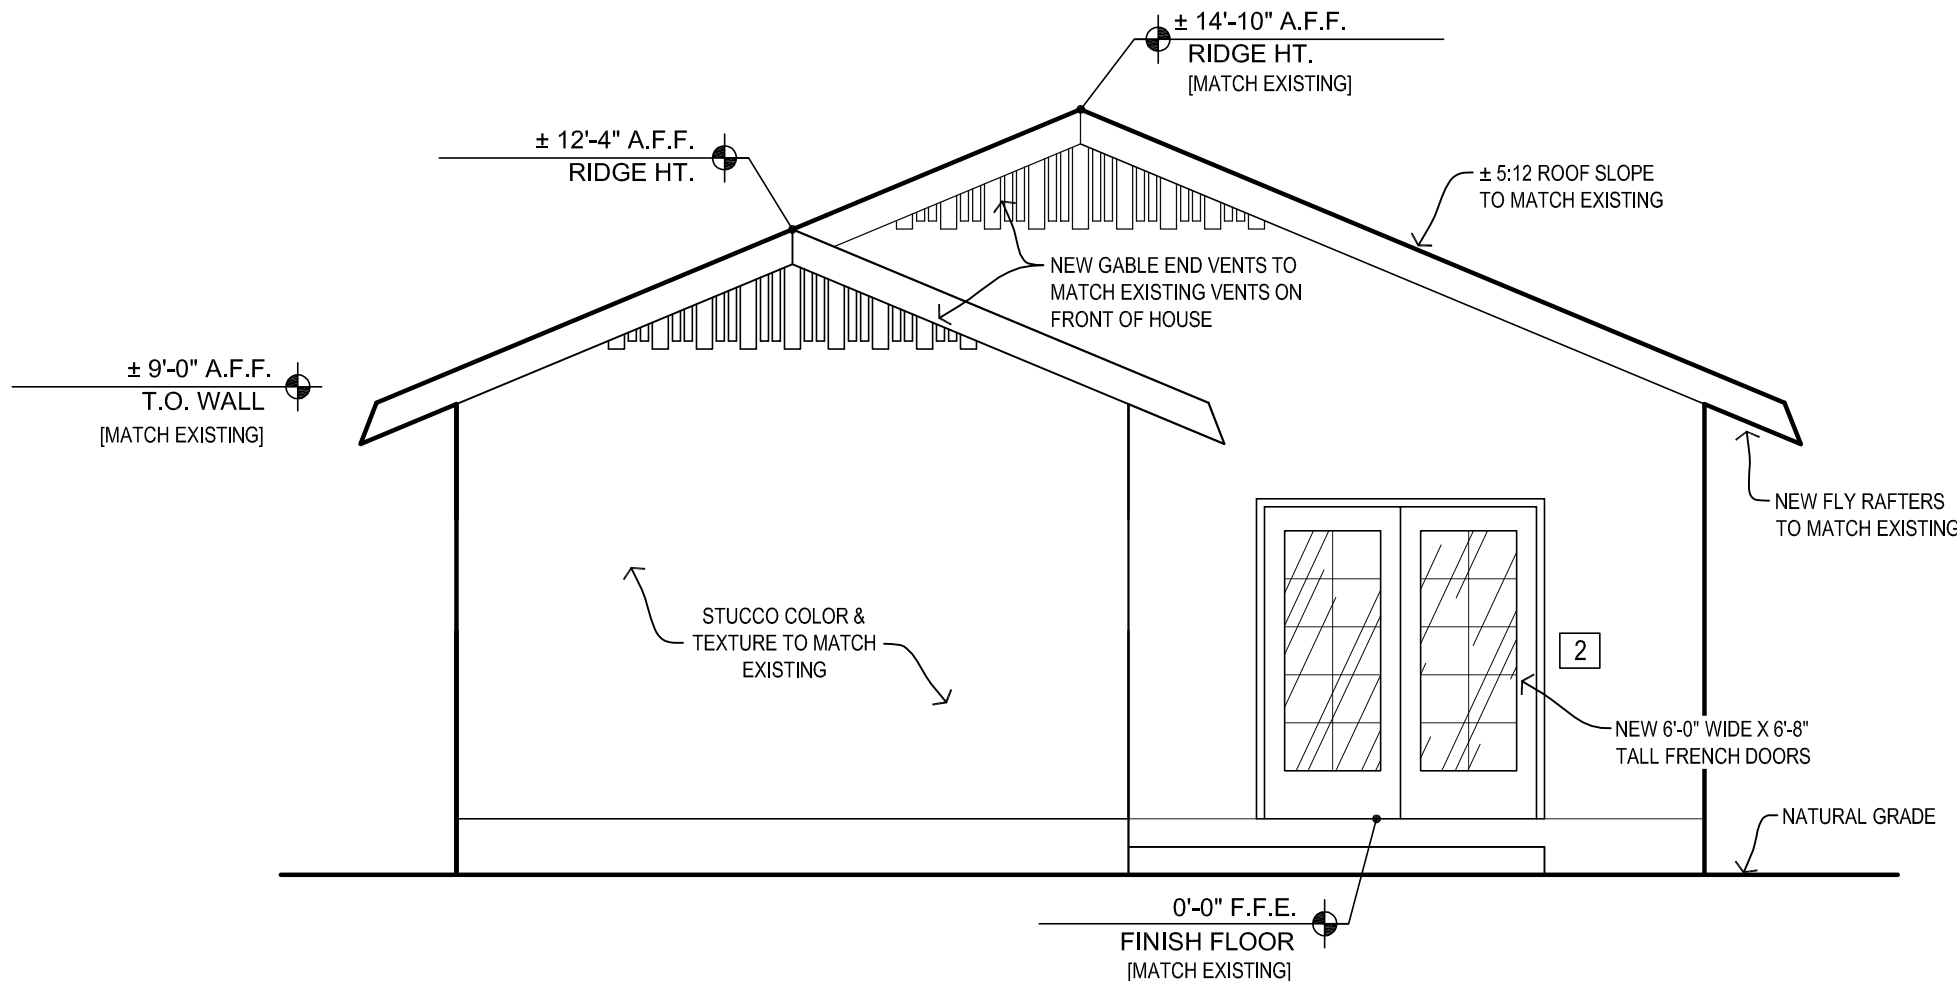 ± 14'-10" A.F.F.
RIDGE HT.
[MATCH EXISTING]
± 12'-4" A.F.F.
RIDGE HT.
± 5:12 ROOF SLOPE
TO MATCH EXISTING
NEW GABLE END VENTS TO
MATCH EXISTING VENTS ON
FRONT OF HOUSE
± 9'-0" A.F.F.
T.O. WALL
[MATCH EXISTING]
NEW FLY RAFTERS
TO MATCH EXISTING
STUCCO COLOR &
TEXTURE TO MATCH
EXISTING
2
NEW 6'-0" WIDE X 6'-8"
TALL FRENCH DOORS
NATURAL GRADE
0'-0" F.F.E.
FINISH FLOOR
[MATCH EXISTING]